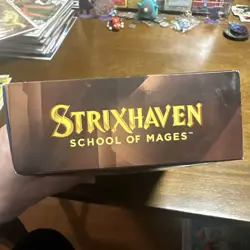 STRIXHAVEN
SCHOOL OF MAGES™